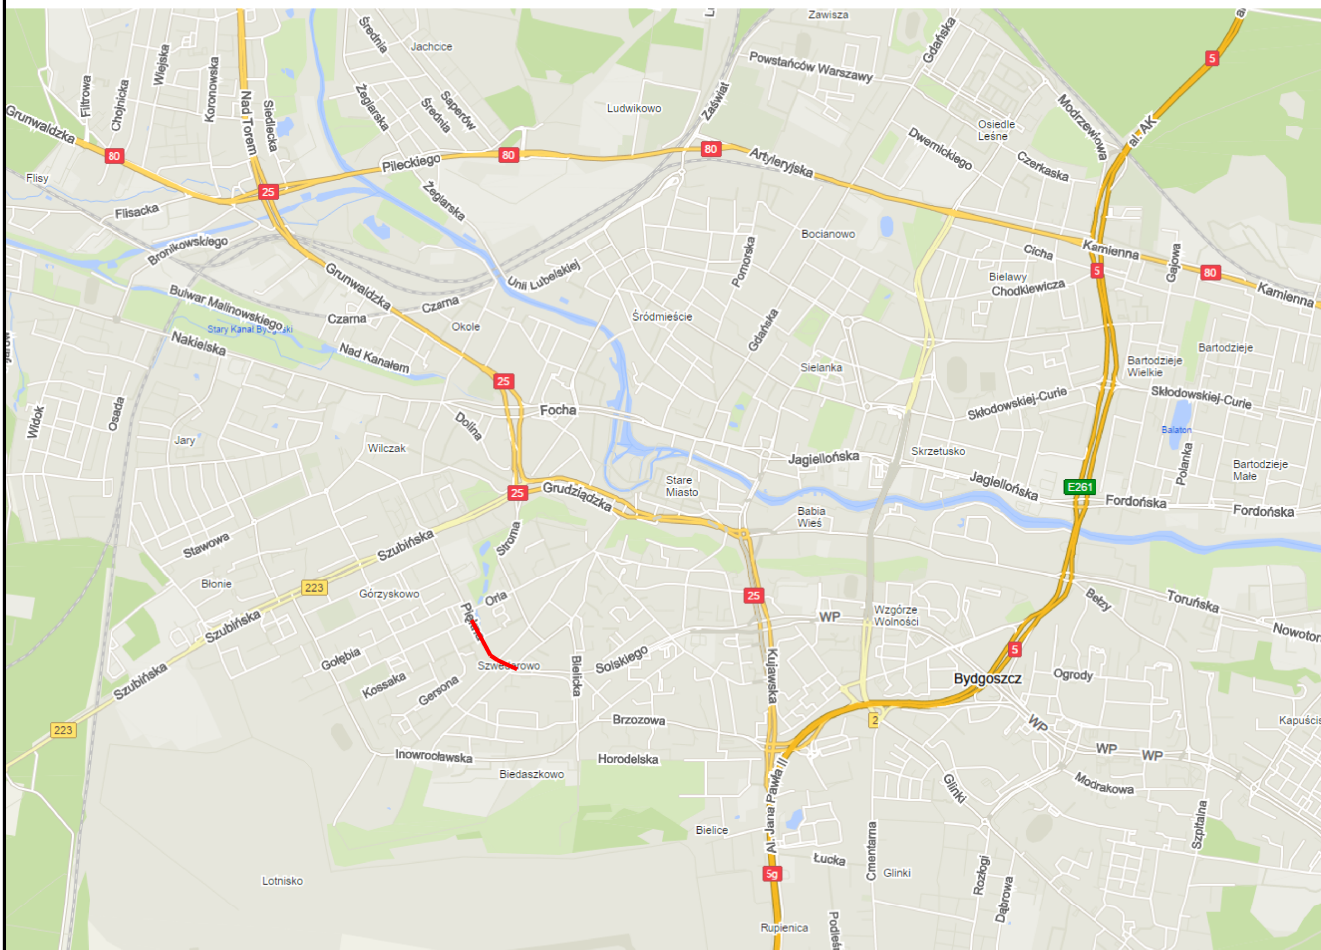 Zawisza
Średnia
Jachcice
Gdańska
5
Powstańców Warszawy
Filtrowa
Chojnicka
Wiejska
Koronowska
Nad Torem
Siedlecka
Żeglarska
Średnia
Saperów
Ludwikowo
Zaświat
Modrzewiowa
al. AK
Grunwaldzka
80
Osiedle
Leśne
Dwernickiego
Czerkaska
Pileckiego
80
80
Artyleryjska
Flisy
25
Żeglarska
Flisacka
Bronikowskiego
Bocianowo
Pomorska
Cicha
Kamienna
Gajowa
5
80
Kamienna
Grunwaldzka
Unii Lubelskiej
Bielawy
Chodkiewicza
Bulwar Malinowskiego
Czarna
Czarna
Okole
Śródmieście
Gdańska
Stary Kanał Bydgoski
Nakielska
Nad Kanałem
Sielanka
Bartodzieje
Wielkie
Bartodzieje
25
Skłodowskiej-Curie
Skłodowskiej-Curie
Widok
Osada
Focha
Dolina
Jary
Wilczak
Balaton
Polanka
Jagiellońska
Skrzetusko
Bartodzieje
Małe
25
Grudziądzka
Stare
Miasto
Jagiellońska
E261
Fordońska
Fordońska
Babia
Wieś
Stawowa
Szubińska
Stroma
Błonie
223
Górzyskowo
Orla
25
WP
Wzgórze
Wolności
Bełzy
Toruńska
Szubińska
Piękna
Gołębia
Szwederowo
Solskiego
Bielicka
Kujawska
5
Bydgoszcz
Ogrody
Szubińska
Kossaka
Gersona
223
Brzozowa
2
WP
Inowrocławska
Horodelska
Biedaszkowo
WP
WP
Glinki
Modrakowa
Al. Jana Pawła II
Bielice
Cmentarna
Szpitalna
Łucka
Glinki
Rozłogi
Dąbrowa
Lotnisko
5g
Rupienica